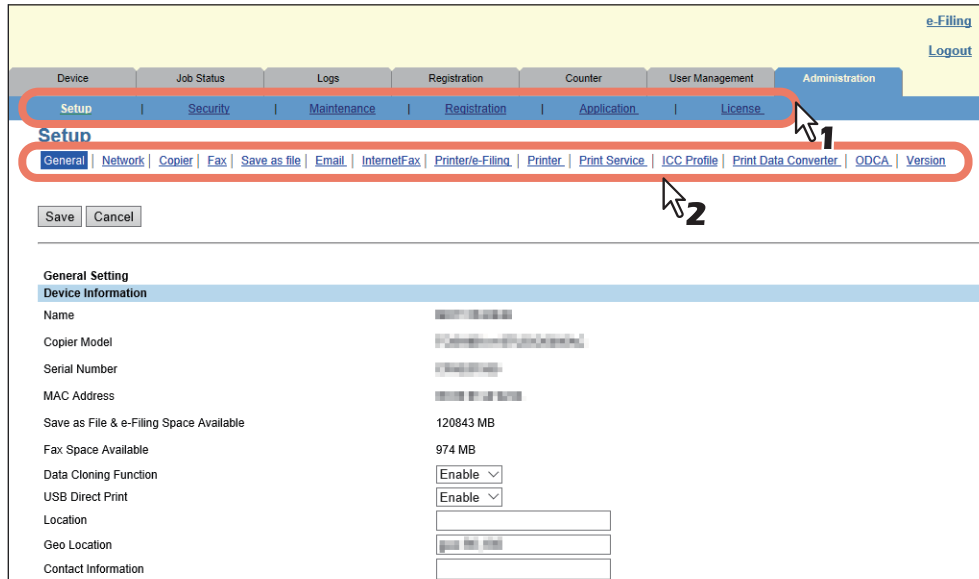 e-Filing
Logout
Device Job Status Logs Registration Counter User Management Administration
Setup | Security | Maintenance | Registration | Application | License
1
Setup
General | Network | Copier | Fax | Save as file | Email | InternetFax | Printer/e-Filing | Printer | Print Service | ICC Profile | Print Data Converter | ODCA | Version
2
Save Cancel
General Setting
Device Information
Name
Copier Model
Serial Number
MAC Address
Save as File & e-Filing Space Available 120843 MB
Fax Space Available 974 MB
Data Cloning Function Enable
USB Direct Print Enable
Location
Geo Location
Contact Information